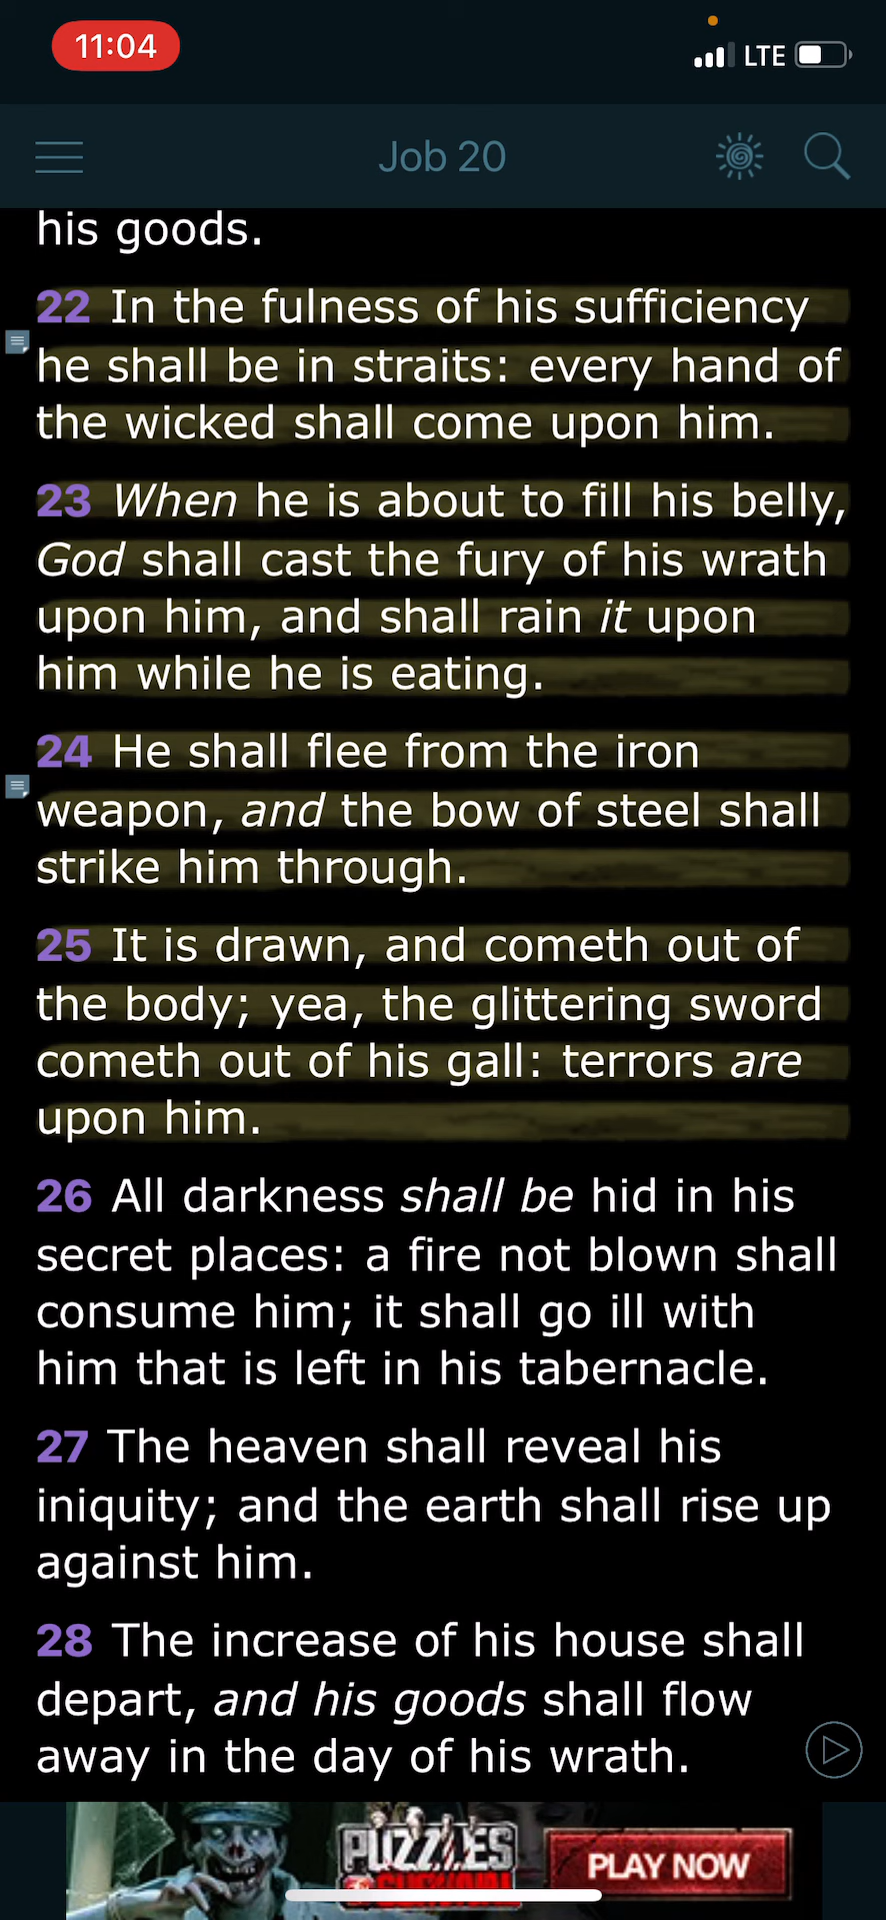 11:04
LTE
Job 20
his goods.
22 In the fulness of his sufficiency
he shall be in straits: every hand of
the wicked shall come upon him.
23 When he is about to fill his belly,
God shall cast the fury of his wrath
upon him, and shall rain it upon
him while he is eating.
24 He shall flee from the iron
weapon, and the bow of steel shall
strike him through.
25 It is drawn, and cometh out of
the body; yea, the glittering sword
cometh out of his gall: terrors are
upon him.
26 All darkness shall be hid in his
secret places: a fire not blown shall
consume him; it shall go ill with
him that is left in his tabernacle.
27 The heaven shall reveal his
iniquity; and the earth shall rise up
against him.
28 The increase of his house shall
depart, and his goods shall flow
away in the day of his wrath.
PUZZLES
PLAY NOW